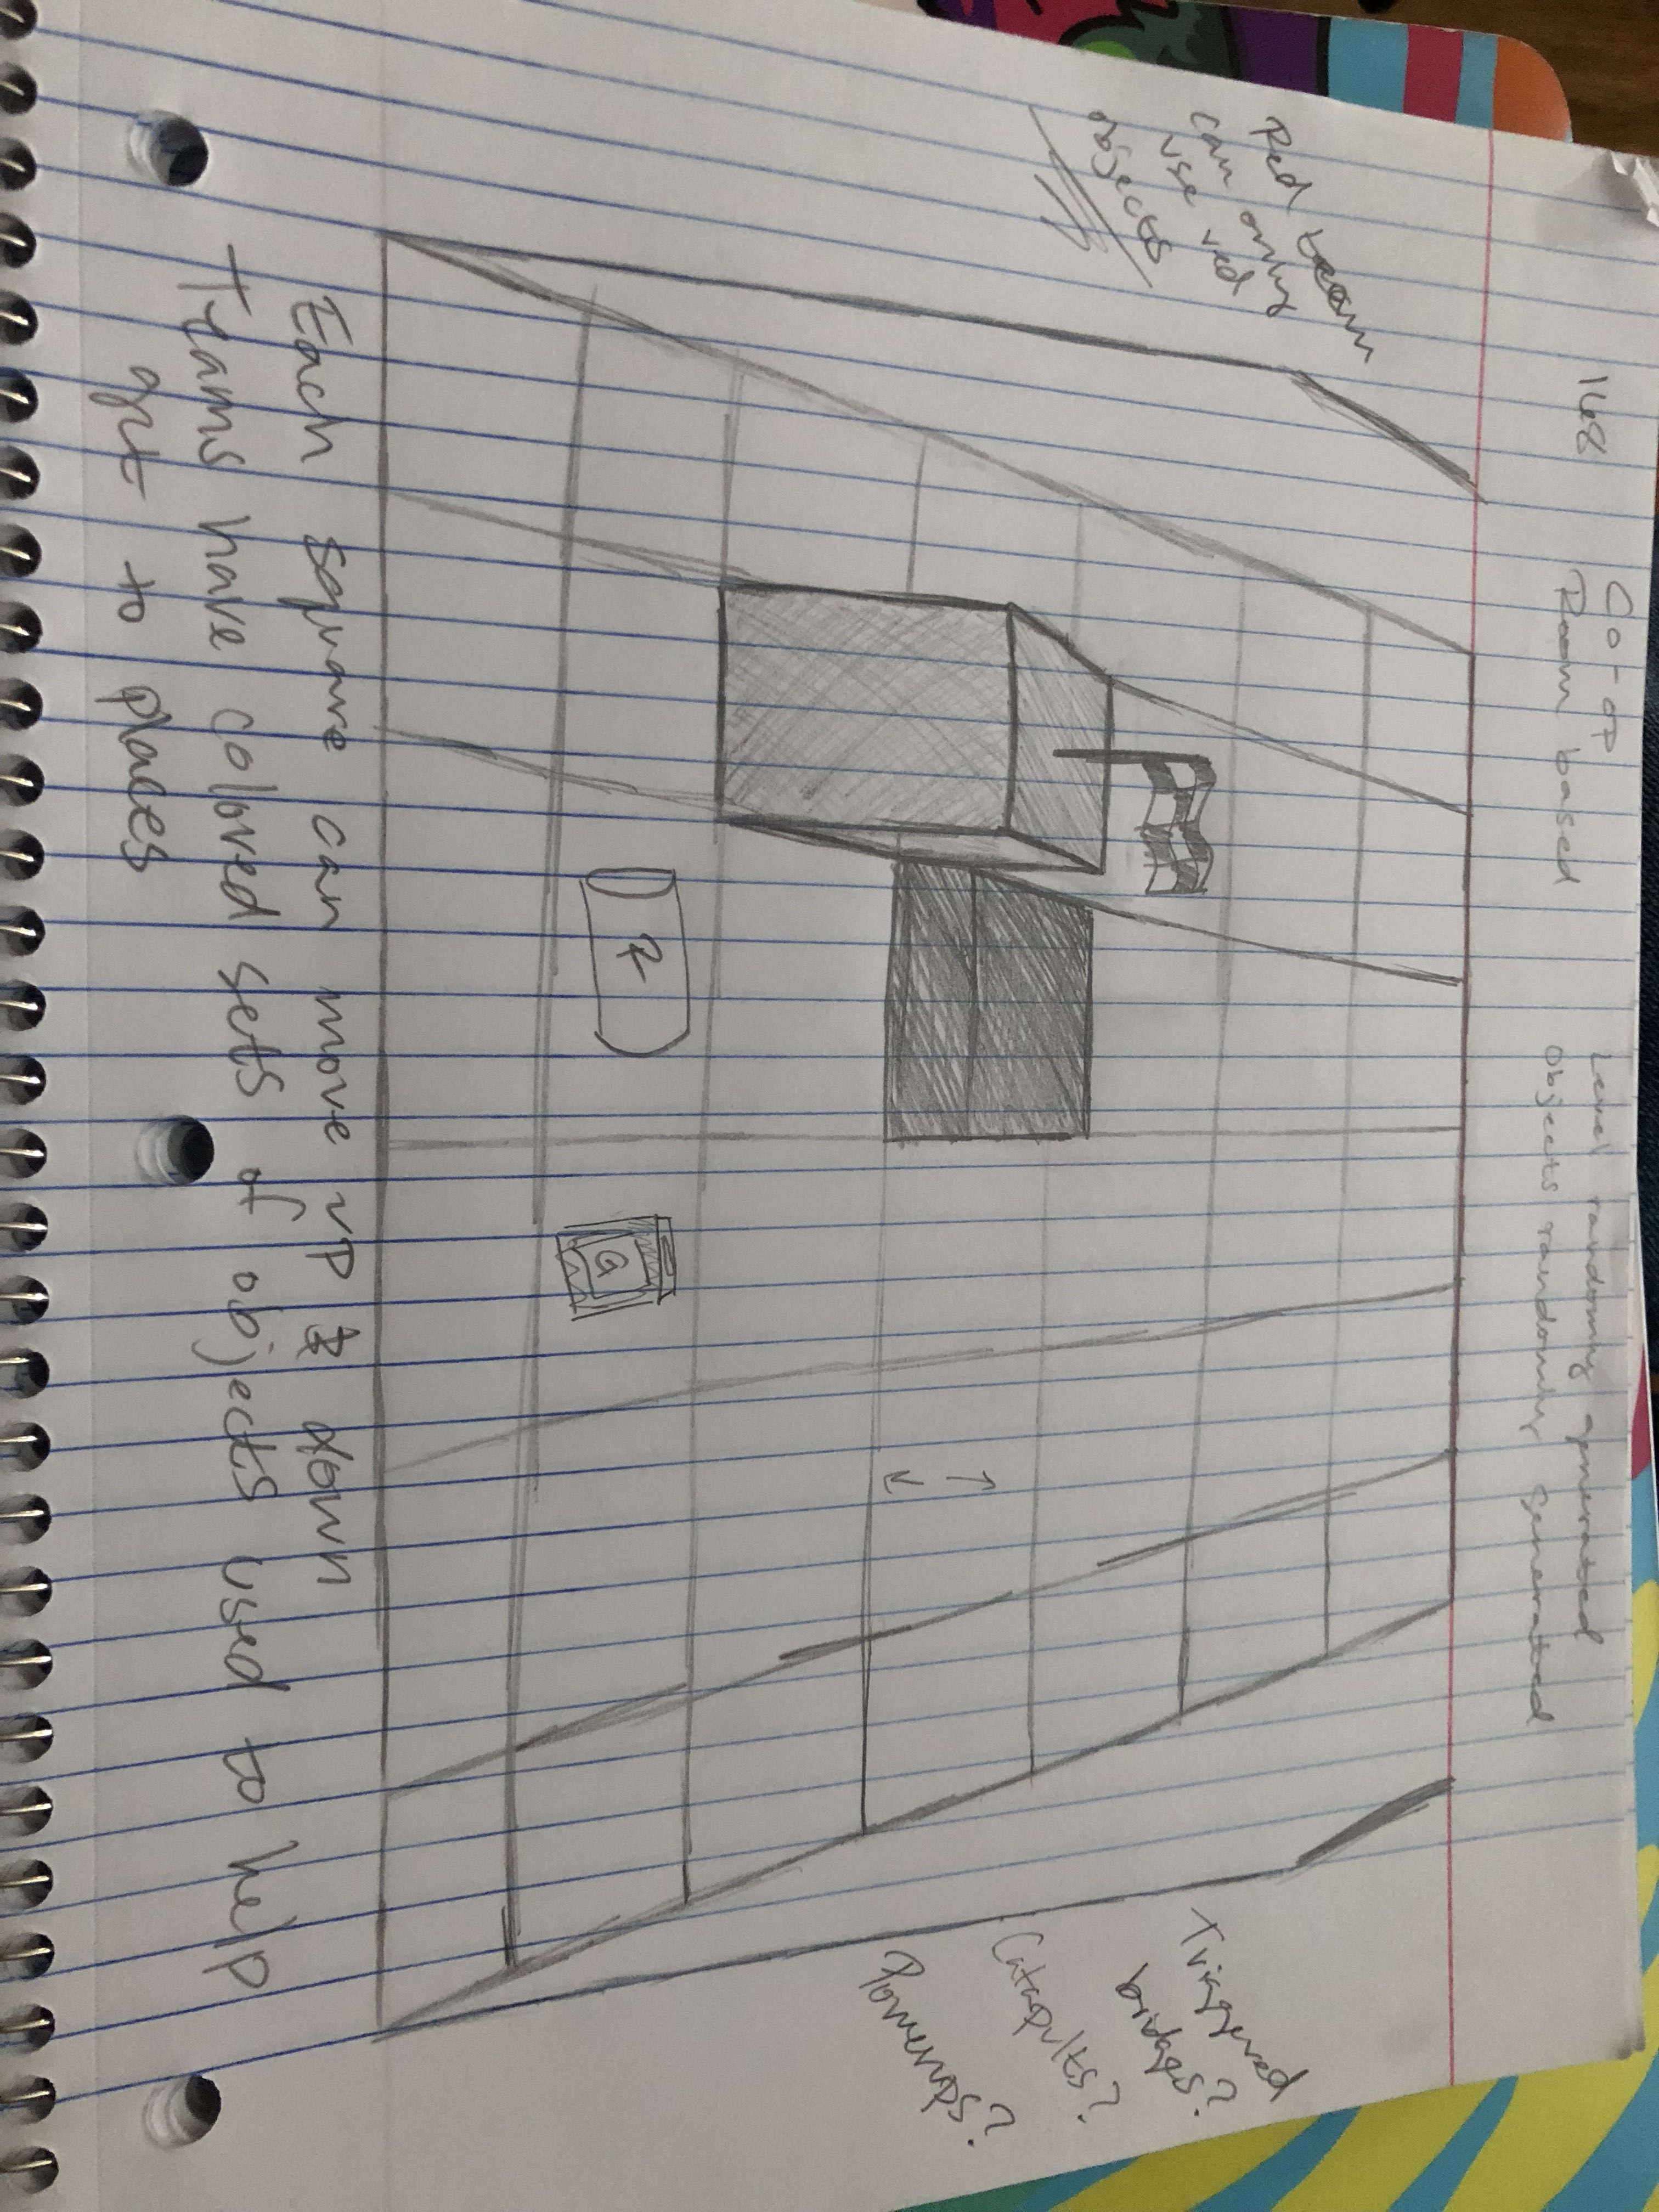 168
Co-op
Room based
Level randomly generated
Objects randomly generated
Red team
can only
use red
objects
Triggered
bridges?
Catapults?
Powerups?
R
G
Each square can move up & down
Teams have colored sets of objects used to help
get to places